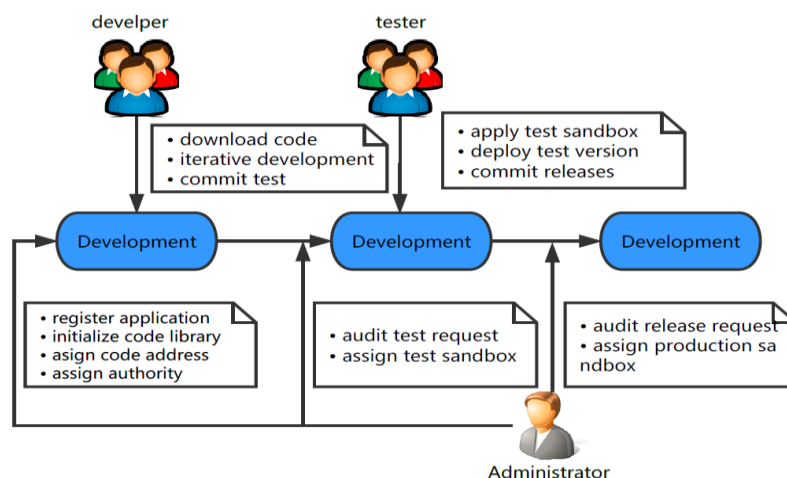 develper
tester
• download code
• iterative development
• commit test
• apply test sandbox
• deploy test version
• commit releases
Development
Development
Development
• register application
• initialize code library
• asign code address
• assign authority
• audit test request
• assign test sandbox
• audit release request
• assign production sa
ndbox
Administrator